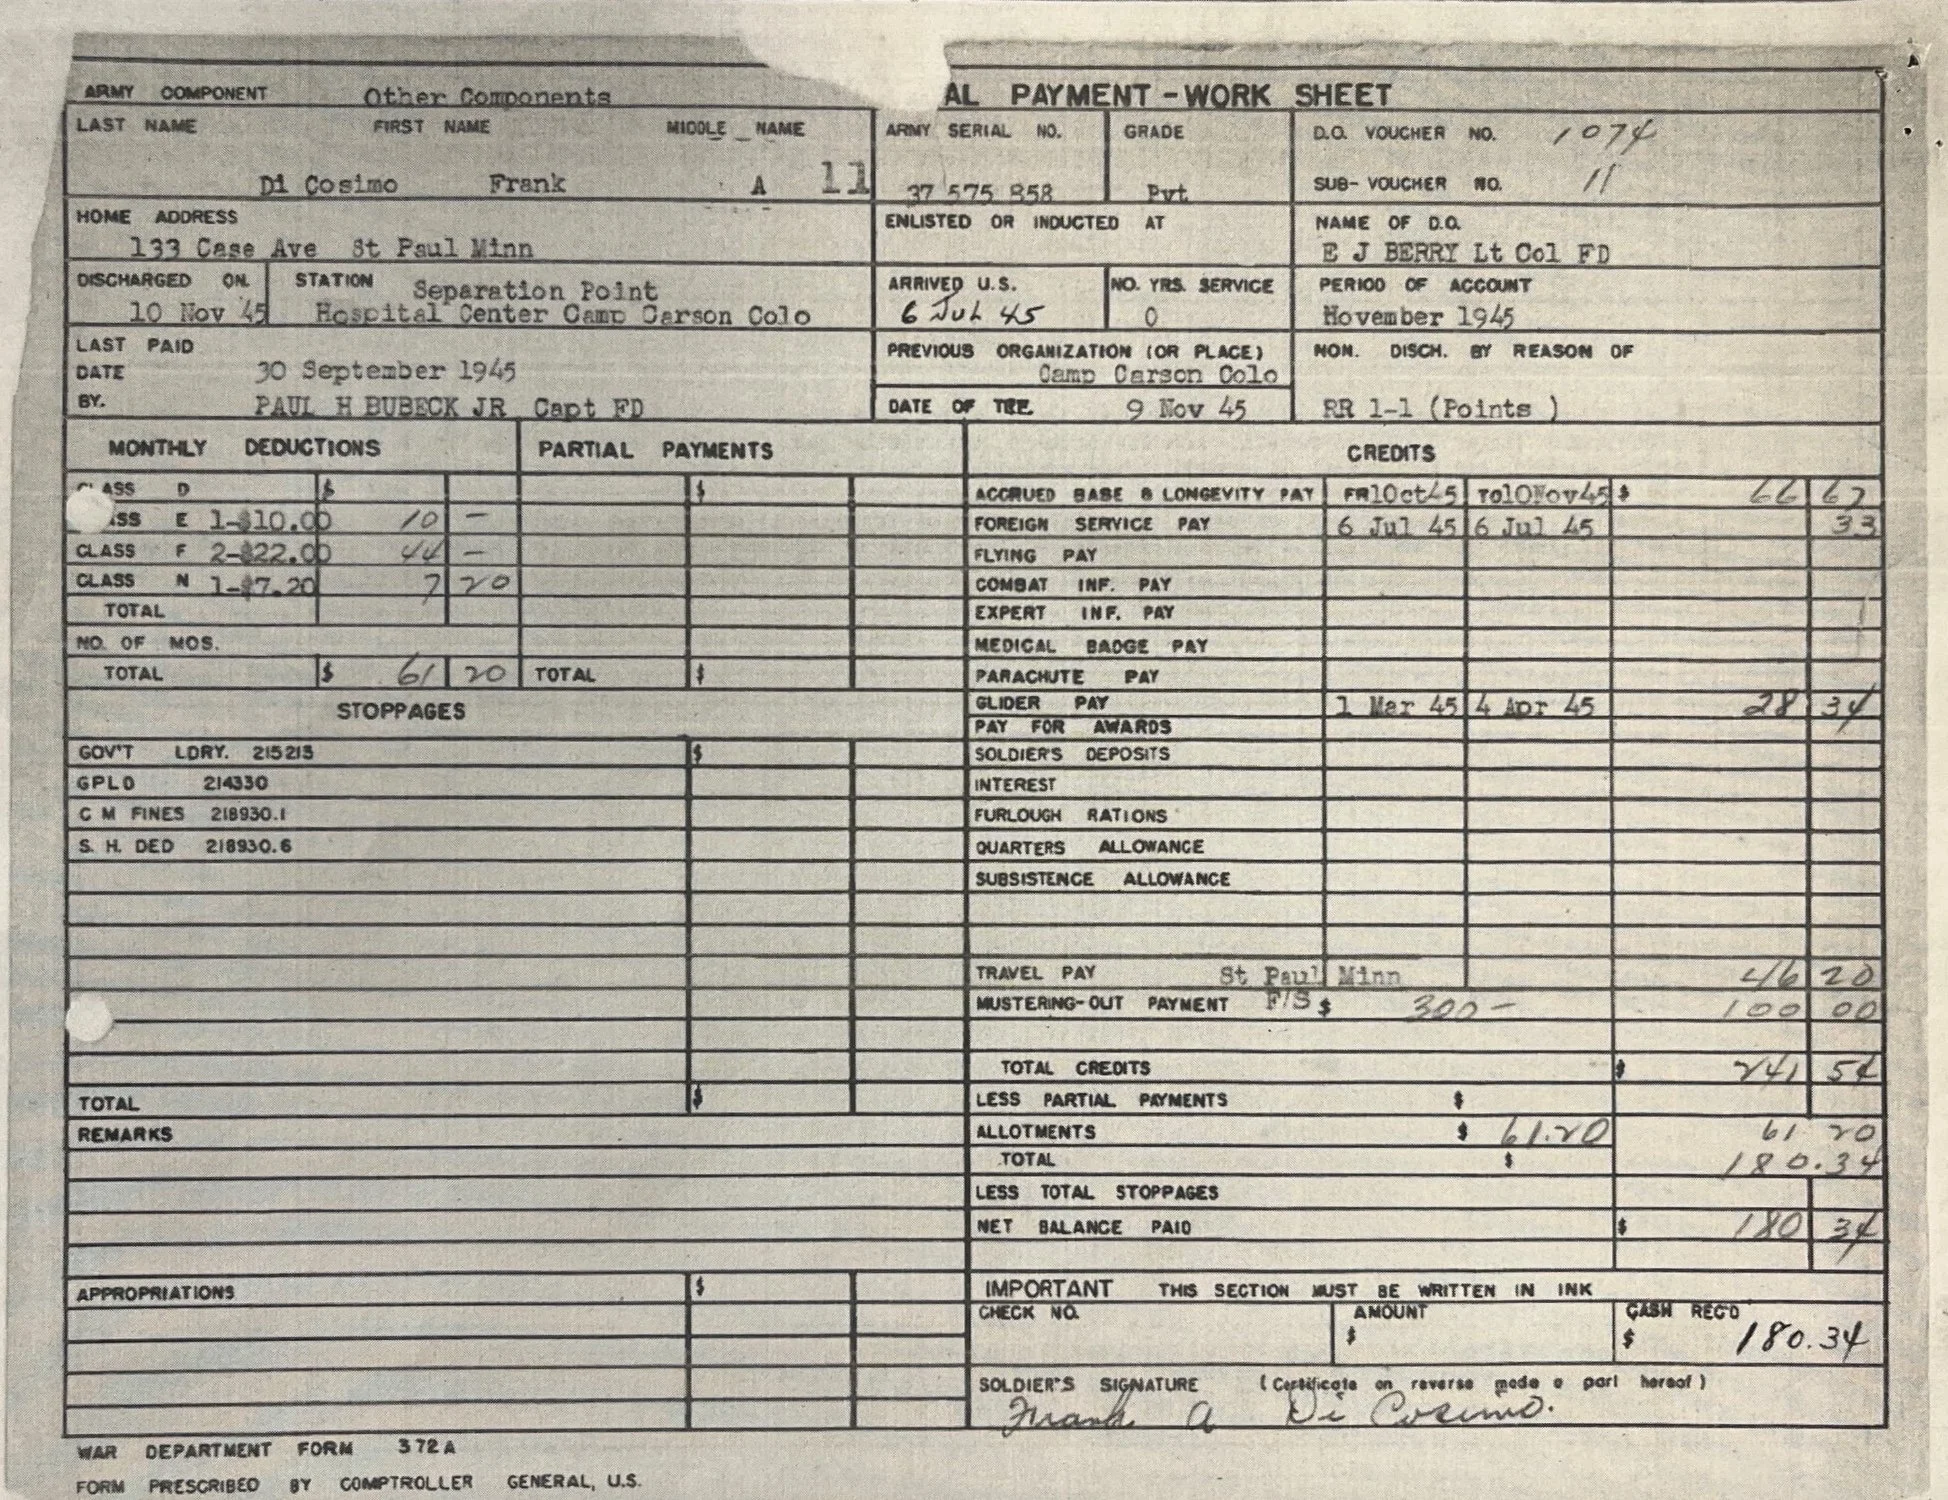 AL PAYMENT - WORK SHEET
ARMY COMPONENT Other Components
LAST NAME FIRST NAME MIDDLE NAME
Di Cosimo Frank A 11
ARMY SERIAL NO.
37 575 858
GRADE
Pvt
D.O. VOUCHER NO. 1074
SUB-VOUCHER NO. 11
HOME ADDRESS
133 Case Ave St Paul Minn
ENLISTED OR INDUCTED AT
NAME OF D.O.
E J BERRY Lt Col FD
DISCHARGED ON.
10 Nov 45
STATION Separation Point
Hospital Center Camp Carson Colo
ARRIVED U.S.
6 JUL 45
NO. YRS. SERVICE
0
PERIOD OF ACCOUNT
November 1945
LAST PAID
DATE 30 September 1945
BY. PAUL H BUBECK JR Capt FD
PREVIOUS ORGANIZATION (OR PLACE)
Camp Carson Colo
DATE OF 9 Nov 45
NON. DISCH. BY REASON OF
RR 1-1 (Points )
MONTHLY DEDUCTIONS
CLASS D $
ASS E 1-$10.00 10 -
CLASS F 2-$22.00 44 -
CLASS N 1-$7.20 7 20
TOTAL
NO. OF MOS.
TOTAL $ 61 20
PARTIAL PAYMENTS
$
TOTAL $
STOPPAGES
GOV'T LDRY. 215213 $
GPLD 214330
C M FINES 218930.1
S. H. DED 218930.6
TOTAL $
REMARKS
APPROPRIATIONS $
CREDITS
ACCRUED BASE & LONGEVITY PAY FR1Oct45 To10Nov45 $ 66 67
FOREIGN SERVICE PAY 6 Jul 45 6 Jul 45 33
FLYING PAY
COMBAT INF. PAY
EXPERT INF. PAY
MEDICAL BADGE PAY
PARACHUTE PAY
GLIDER PAY 1 Mar 45 4 Apr 45 28 34
PAY FOR AWARDS
SOLDIER'S DEPOSITS
INTEREST
FURLOUGH RATIONS
QUARTERS ALLOWANCE
SUBSISTENCE ALLOWANCE
TRAVEL PAY St Paul Minn 46 20
MUSTERING-OUT PAYMENT F/S $ 300- 100 00
TOTAL CREDITS $ 241 54
LESS PARTIAL PAYMENTS $
ALLOTMENTS $ 61.20 61 20
TOTAL $ 180.34
LESS TOTAL STOPPAGES
NET BALANCE PAID $ 180 34
IMPORTANT THIS SECTION MUST BE WRITTEN IN INK
CHECK NO.
AMOUNT
$
CASH REC'D
$ 180.34
SOLDIER'S SIGNATURE (Certificate on reverse made a part hereof)
Frank A Di Cosimo.
WAR DEPARTMENT FORM 372A
FORM PRESCRIBED BY COMPTROLLER GENERAL, U.S.